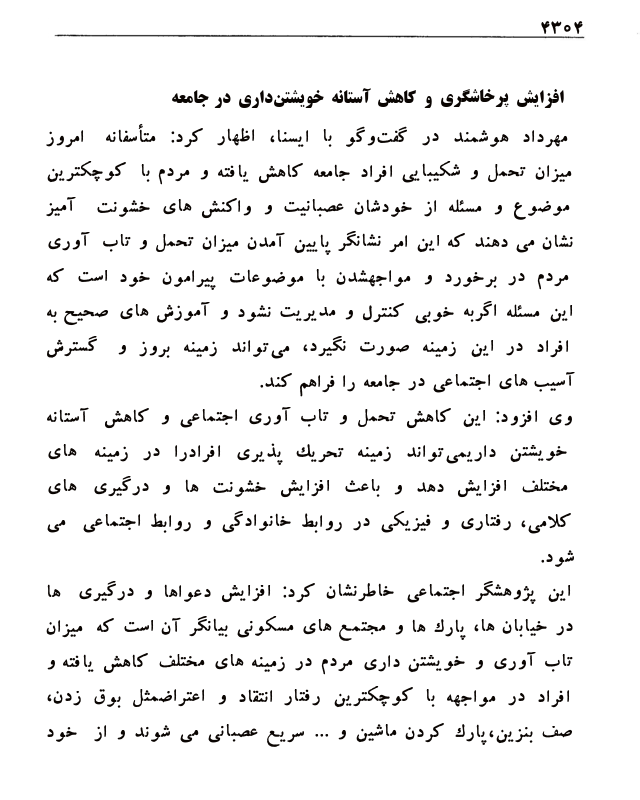 ۴۳۰۴
افزایش پرخاشگری و کاهش آستانه خویشتن‌داری در جامعه
مهرداد هوشمند در گفت‌وگو با ایسنا، اظهار کرد: متأسفانه امروز
میزان تحمل و شکیبایی افراد جامعه کاهش یافته و مردم با کوچکترین
موضوع و مسئله از خودشان عصبانیت و واکنش های خشونت آمیز
نشان می دهند که این امر نشانگر پایین آمدن میزان تحمل و تاب آوری
مردم در برخورد و مواجهشدن با موضوعات پیرامون خود است که
این مسئله اگربه خوبی کنترل و مدیریت نشود و آموزش های صحیح به
افراد در این زمینه صورت نگیرد، می‌تواند زمینه بروز و گسترش
آسیب های اجتماعی در جامعه را فراهم کند.
وی افزود: این کاهش تحمل و تاب آوری اجتماعی و کاهش آستانه
خویشتن داریمی‌تواند زمینه تحریك پذیری افرادرا در زمینه های
مختلف افزایش دهد و باعث افزایش خشونت ها و درگیری های
کلامی، رفتاری و فیزیکی در روابط خانوادگی و روابط اجتماعی می
شود.
این پژوهشگر اجتماعی خاطرنشان کرد: افزایش دعواها و درگیری ها
در خیابان ها، پارك ها و مجتمع های مسکونی بیانگر آن است که میزان
تاب آوری و خویشتن داری مردم در زمینه های مختلف کاهش یافته و
افراد در مواجهه با کوچکترین رفتار انتقاد و اعتراضمثل بوق زدن،
صف بنزین،پارك کردن ماشین و ... سریع عصبانی می شوند و از خود